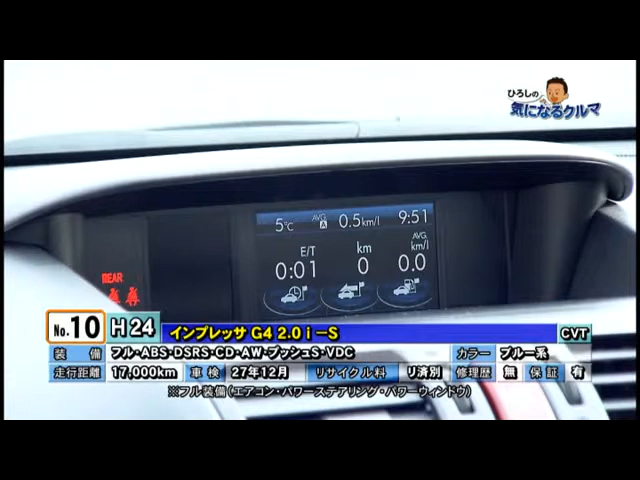 ひろしの
気になるクルマ
5℃ AVG A 0.5km/l 9:51
E/T km AVG. km/l
0:01 0 0.0
REAR
No.10 H24 インプレッサ G4 2.0i-S CVT
装備 フル・ABS・DSRS・CD・AW・プッシュS・VDC カラー ブルー系
走行距離 17,000km 車検 27年12月 リサイクル料 リ済別 修理歴 無 保証 有
※フル装備(エアコン・パワーステアリング・パワーウィンドウ)